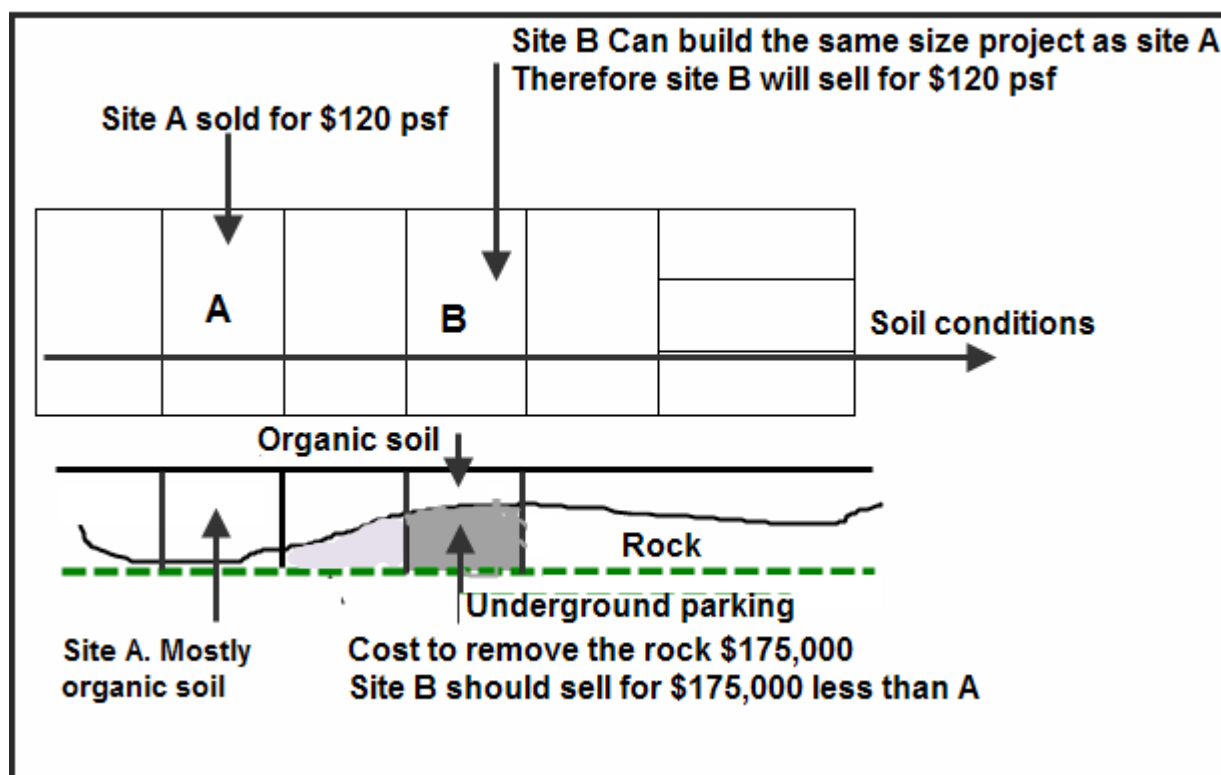 Site B Can build the same size project as site A
Therefore site B will sell for $120 psf
Site A sold for $120 psf
A
B
Soil conditions
Organic soil
Rock
Underground parking
Site A. Mostly
organic soil
Cost to remove the rock $175,000
Site B should sell for $175,000 less than A